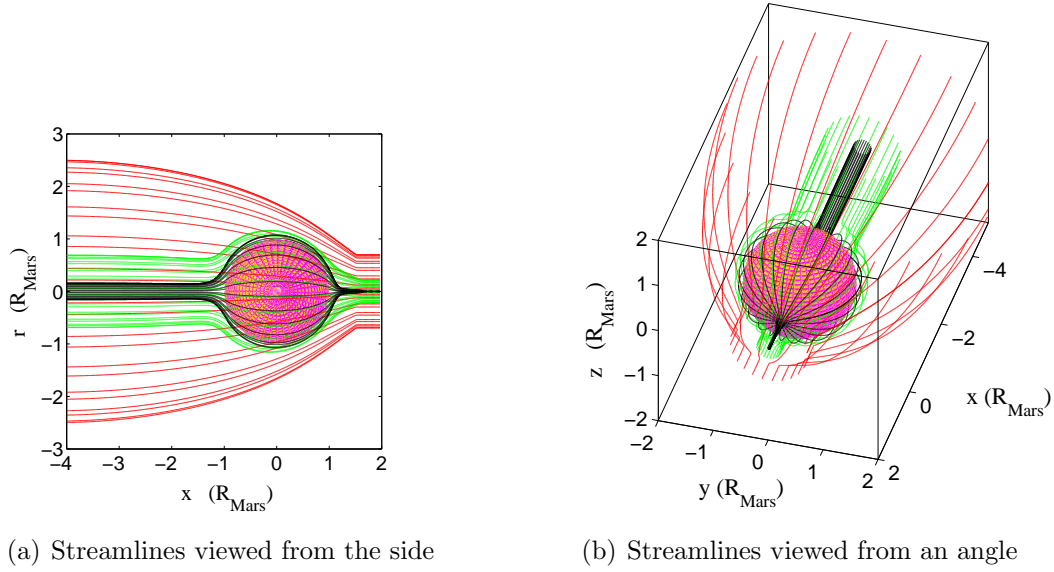 3
2
1
0
−1
−2
−3
−4 −3 −2 −1 0 1 2
r (R_Mars)
x (R_Mars)
(a) Streamlines viewed from the side
2
1
0
−1
−2
z (R_Mars)
−2 −1 0 1 2
y (R_Mars)
2
0
−2
−4
x (R_Mars)
(b) Streamlines viewed from an angle